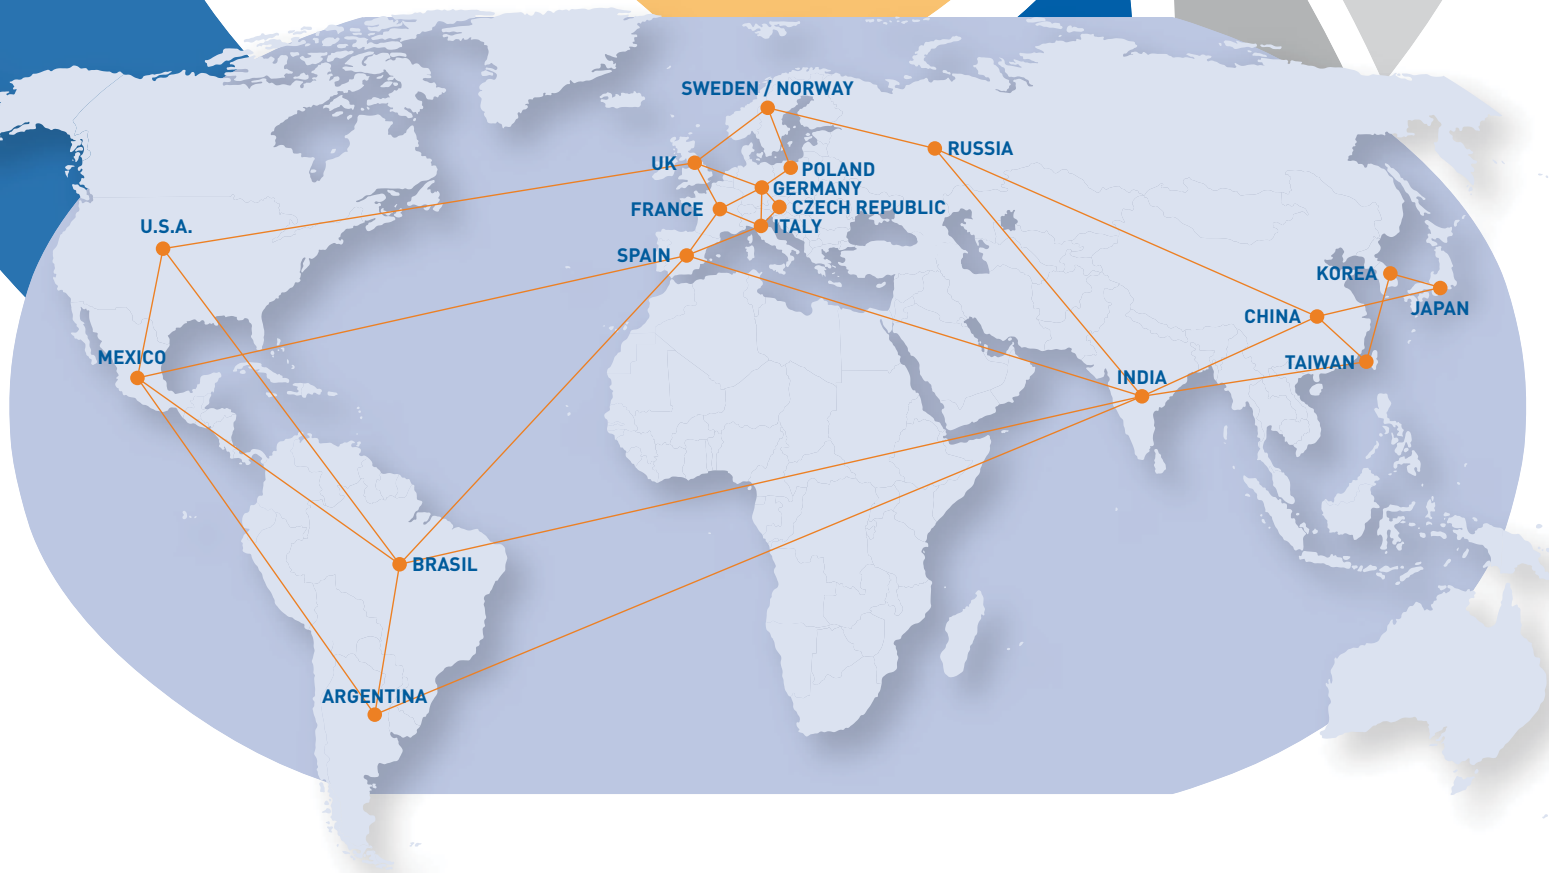 SWEDEN / NORWAY
RUSSIA
UK
POLAND
GERMANY
FRANCE
CZECH REPUBLIC
ITALY
U.S.A.
SPAIN
KOREA
JAPAN
CHINA
MEXICO
TAIWAN
INDIA
BRASIL
ARGENTINA